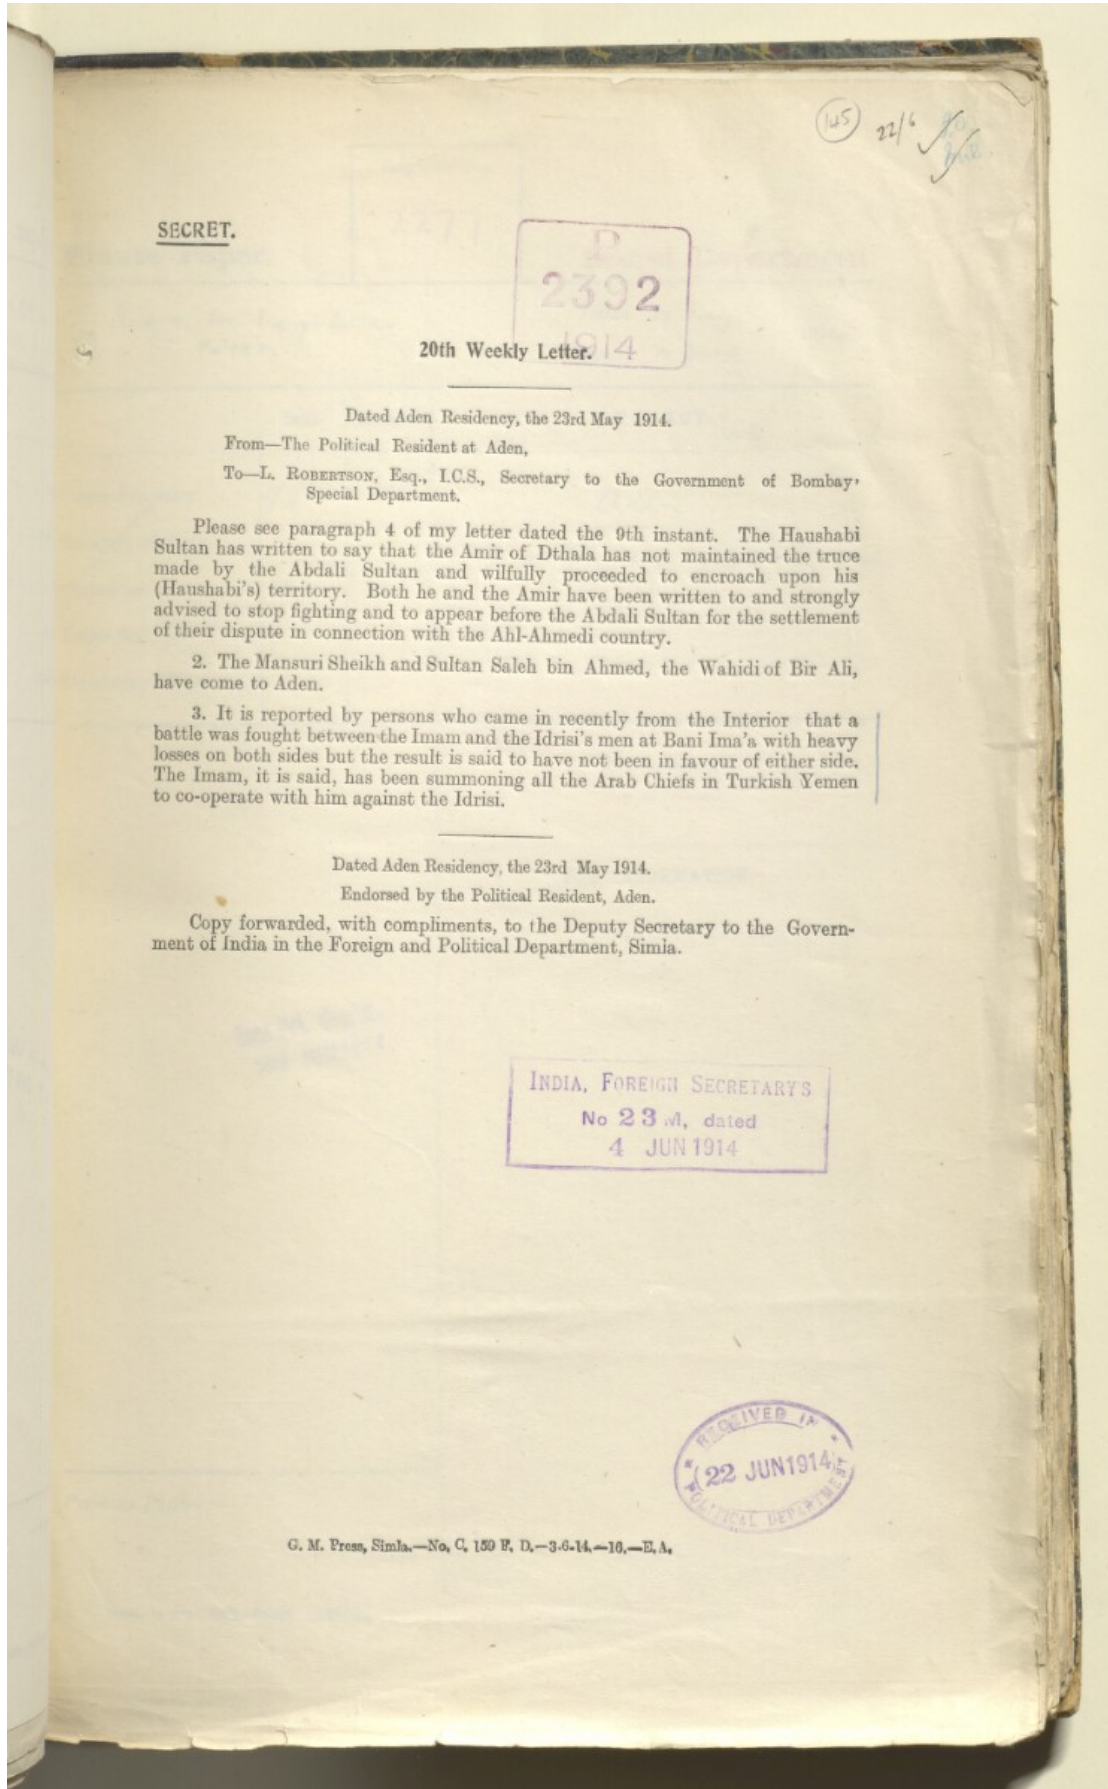 145
22/6
SECRET.
P
2392
1914
20th Weekly Letter.
Dated Aden Residency, the 23rd May 1914.
From—The Political Resident at Aden,
To—L. ROBERTSON, Esq., I.C.S., Secretary to the Government of Bombay,
Special Department.
Please see paragraph 4 of my letter dated the 9th instant. The Haushabi
Sultan has written to say that the Amir of Dthala has not maintained the truce
made by the Abdali Sultan and wilfully proceeded to encroach upon his
(Haushabi's) territory. Both he and the Amir have been written to and strongly
advised to stop fighting and to appear before the Abdali Sultan for the settlement
of their dispute in connection with the Ahl-Ahmedi country.
2. The Mansuri Sheikh and Sultan Saleh bin Ahmed, the Wahidi of Bir Ali,
have come to Aden.
3. It is reported by persons who came in recently from the Interior that a
battle was fought between the Imam and the Idrisi's men at Bani Ima'a with heavy
losses on both sides but the result is said to have not been in favour of either side.
The Imam, it is said, has been summoning all the Arab Chiefs in Turkish Yemen
to co-operate with him against the Idrisi.
Dated Aden Residency, the 23rd May 1914.
Endorsed by the Political Resident, Aden.
Copy forwarded, with compliments, to the Deputy Secretary to the Govern-
ment of India in the Foreign and Political Department, Simla.
INDIA, FOREIGN SECRETARY'S
No 23 M, dated
4 JUN 1914
RECEIVED IN
22 JUN 1914
POLITICAL DEPARTMENT
G. M. Press, Simla.—No. C. 159 F. D.—3-6-14.—16.—E.A.